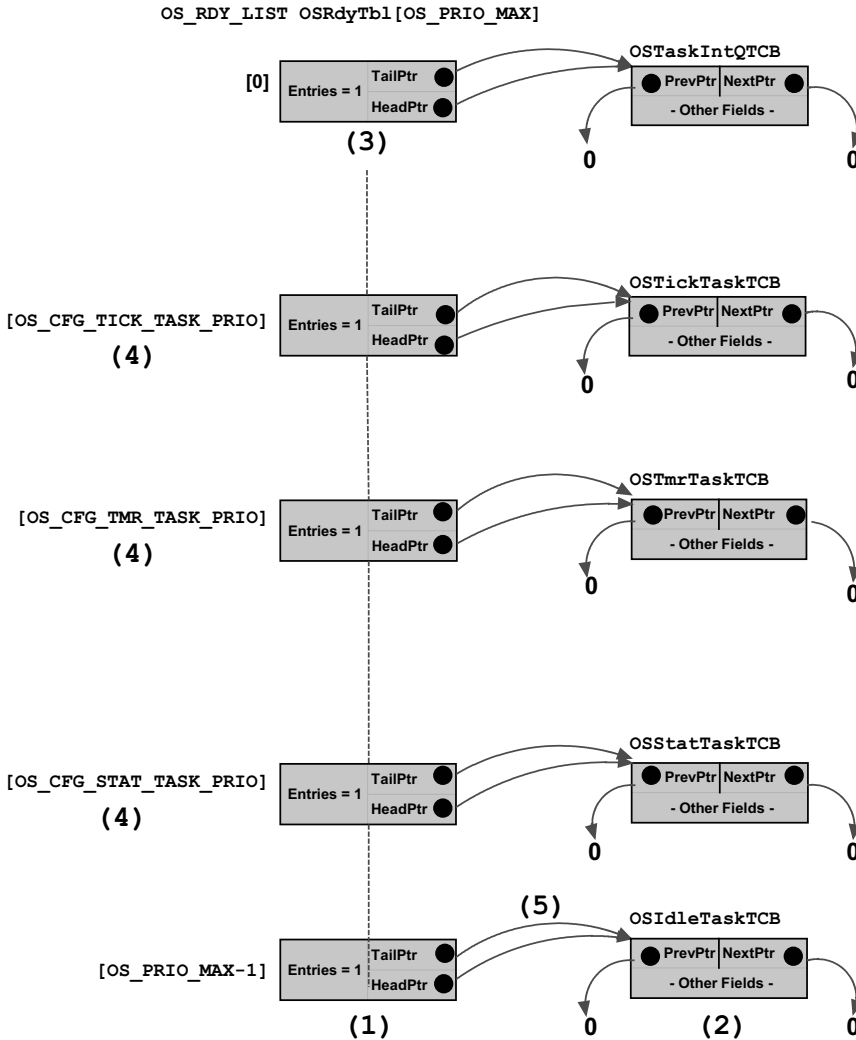 OS_RDY_LIST OSRdyTbl[OS_PRIO_MAX]
OSTaskIntQTCB
[0]
Entries = 1
TailPtr
HeadPtr
PrevPtr
NextPtr
- Other Fields -
(3)
0
0
OSTickTaskTCB
[OS_CFG_TICK_TASK_PRIO]
(4)
Entries = 1
TailPtr
HeadPtr
PrevPtr
NextPtr
- Other Fields -
0
0
OSTmrTaskTCB
[OS_CFG_TMR_TASK_PRIO]
(4)
Entries = 1
TailPtr
HeadPtr
PrevPtr
NextPtr
- Other Fields -
0
0
OSStatTaskTCB
[OS_CFG_STAT_TASK_PRIO]
(4)
Entries = 1
TailPtr
HeadPtr
PrevPtr
NextPtr
- Other Fields -
0
0
(5)
OSIdleTaskTCB
[OS_PRIO_MAX-1]
Entries = 1
TailPtr
HeadPtr
PrevPtr
NextPtr
- Other Fields -
(1)
0
(2)
0